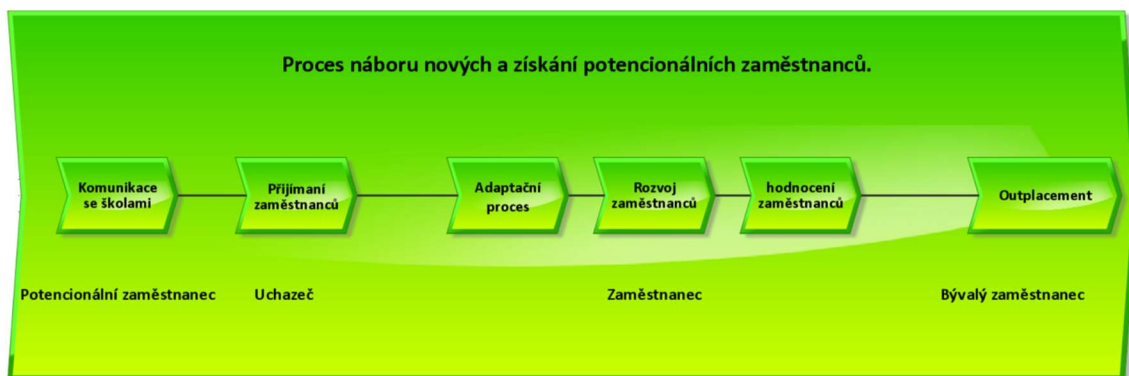 Proces náboru nových a získání potencionálních zaměstnanců.
Komunikace
se školami
Přijímaní
zaměstnanců
Adaptační
proces
Rozvoj
zaměstnanců
hodnocení
zaměstnanců
Outplacement
Potencionální zaměstnanec
Uchazeč
Zaměstnanec
Bývalý zaměstnanec